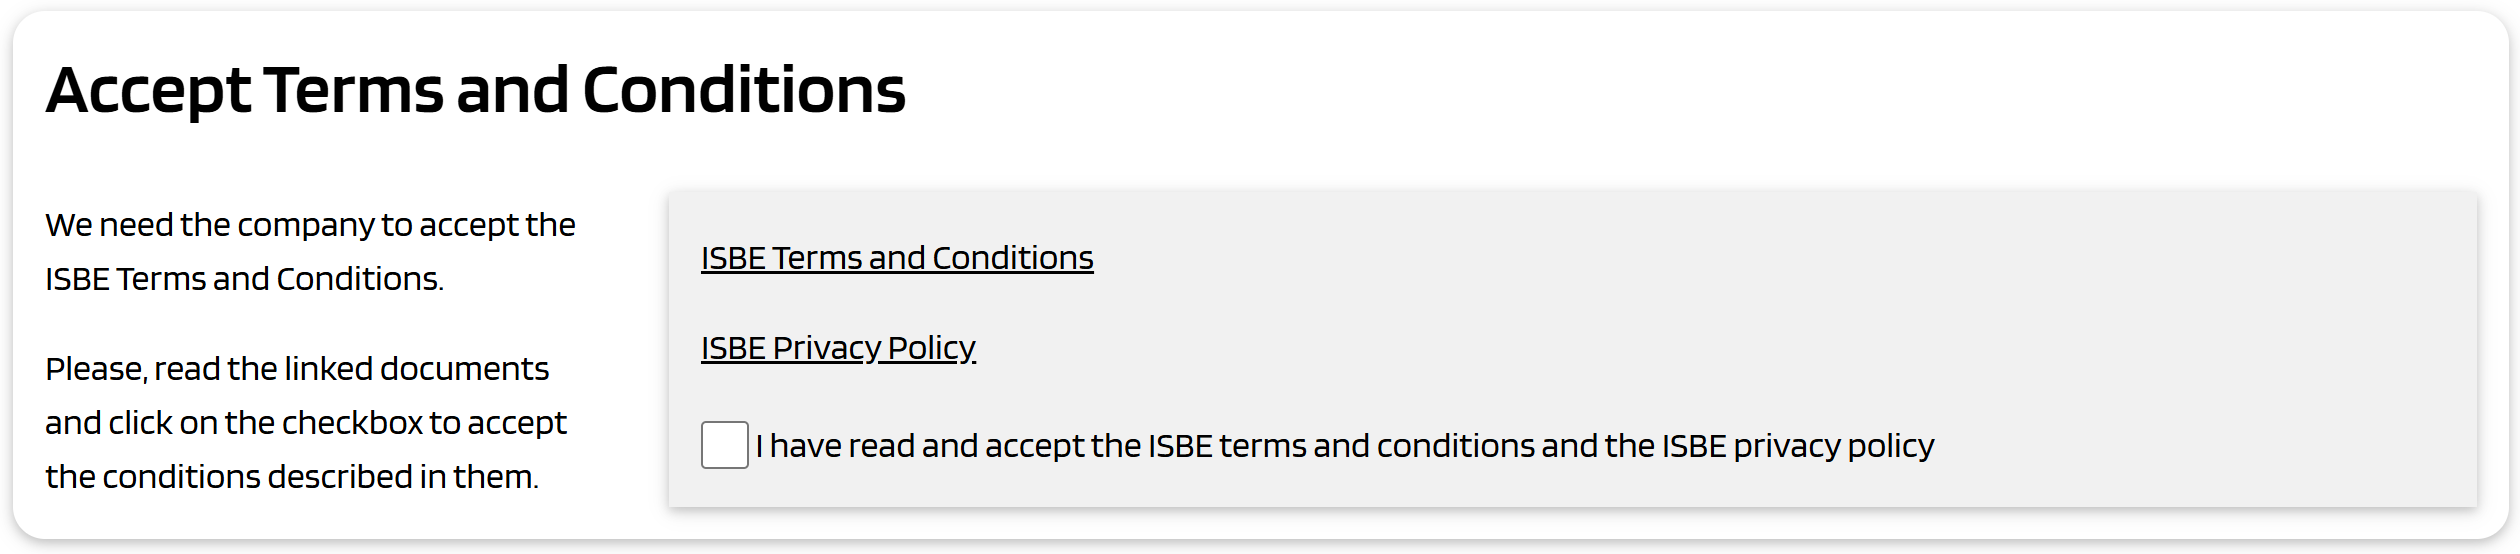 Accept Terms and Conditions
We need the company to accept the
ISBE Terms and Conditions.
Please, read the linked documents
and click on the checkbox to accept
the conditions described in them.
ISBE Terms and Conditions
ISBE Privacy Policy
I have read and accept the ISBE terms and conditions and the ISBE privacy policy